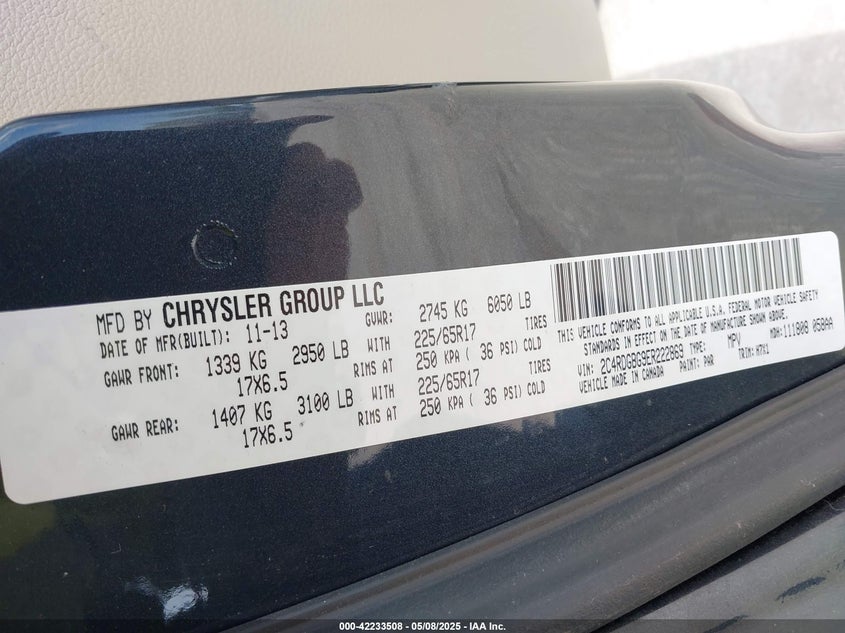 MFD BY CHRYSLER GROUP LLC
DATE OF MFR(BUILT): 11-13 GVWR: 2745 KG 6050 LB
GAWR FRONT: 1339 KG 2950 LB WITH 225/65R17 TIRES
17X6.5 RIMS AT 250 KPA ( 36 PSI) COLD
GAWR REAR: 1407 KG 3100 LB WITH 225/65R17 TIRES
17X6.5 RIMS AT 250 KPA ( 36 PSI) COLD
THIS VEHICLE CONFORMS TO ALL APPLICABLE U.S.A. FEDERAL MOTOR VEHICLE SAFETY
STANDARDS IN EFFECT ON THE DATE OF MANUFACTURE SHOWN ABOVE.
VIN: 2C4RDGBG9ER222869 TYPE: MPV MDH: 111808 058AA
VEHICLE MADE IN CANADA PAINT: PAR TRIM: H7X1
000-42233508 - 05/08/2025 - IAA Inc.